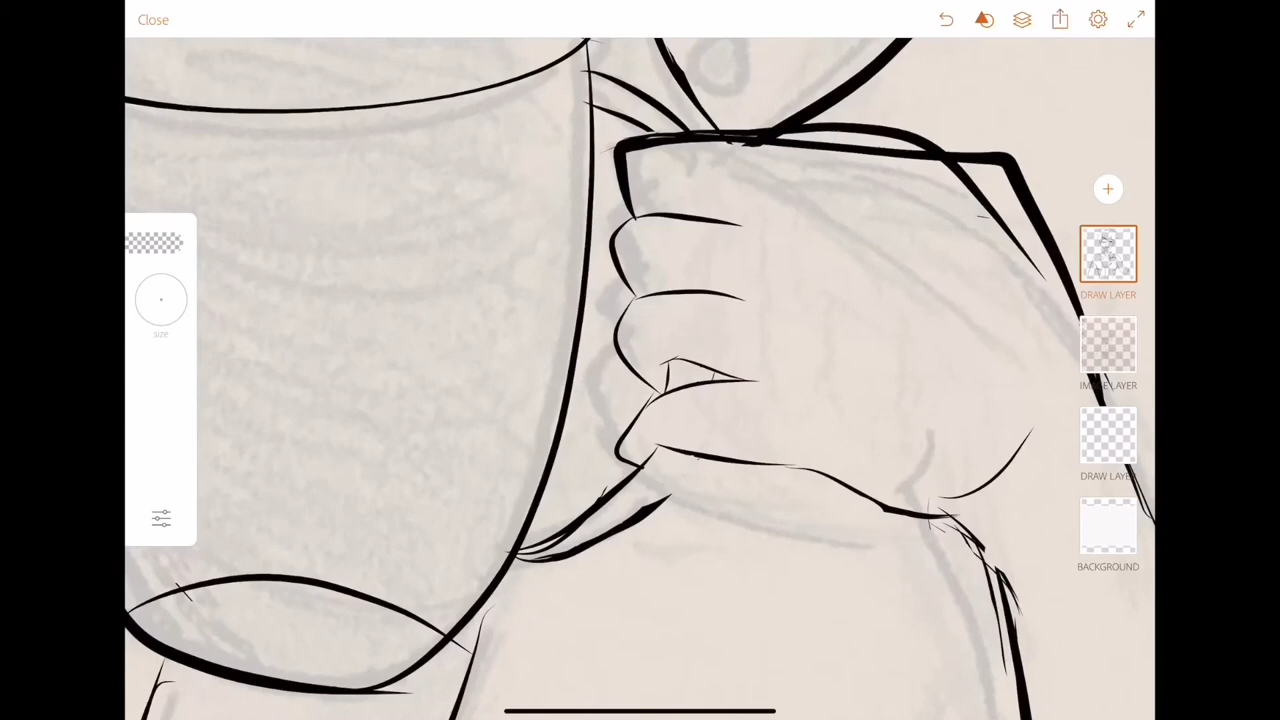 Close
size
DRAW LAYER
IMAGE LAYER
DRAW LAYER
BACKGROUND